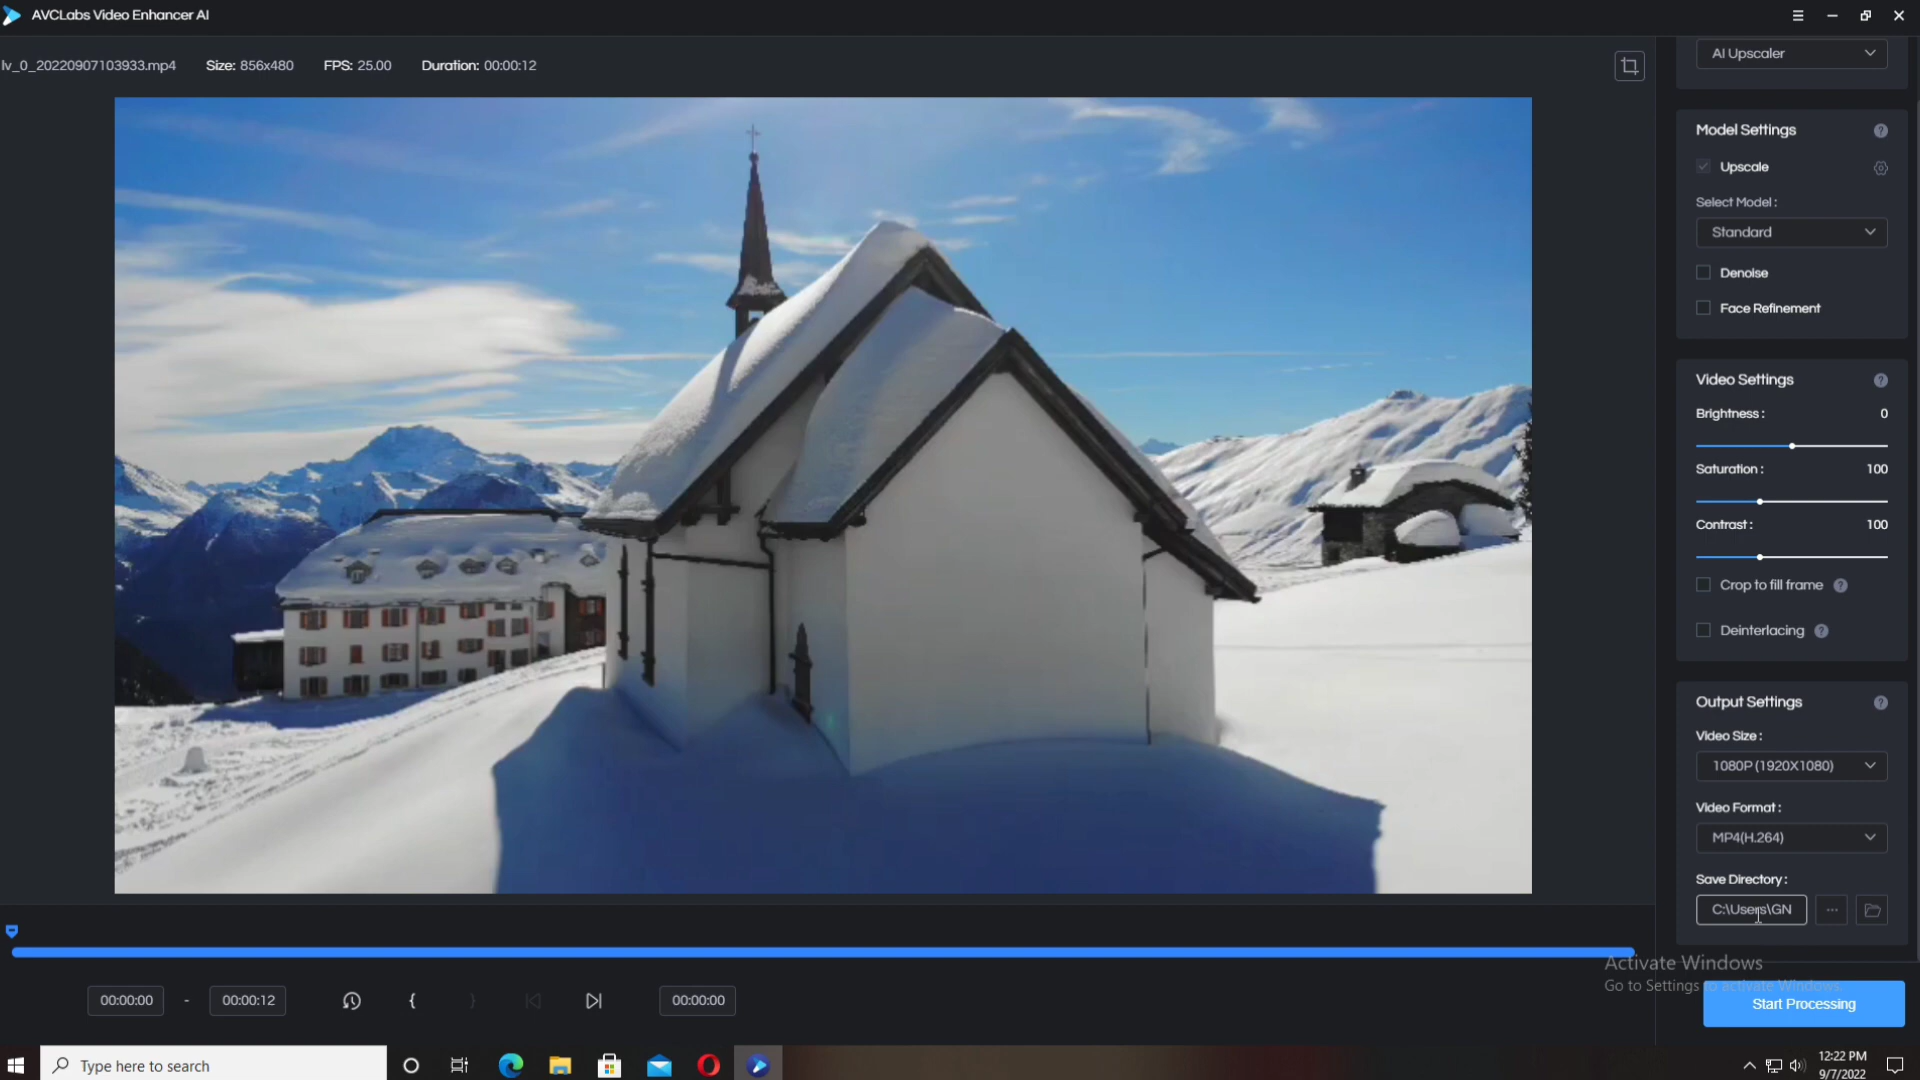 AVCLabs Video Enhancer AI
lv_0_20220907103933.mp4 Size: 856x480 FPS: 25.00 Duration: 00:00:12
AI Upscaler
Model Settings
Upscale
Select Model :
Standard
Denoise
Face Refinement
Video Settings
Brightness : 0
Saturation : 100
Contrast : 100
Crop to fill frame
Deinterlacing
Output Settings
Video Size :
1080P (1920X1080)
Video Format :
MP4(H.264)
Save Directory :
C:\Users\GN
Activate Windows
Go to Settings to activate Windows.
00:00:00 - 00:00:12 00:00:00
Start Processing
Type here to search
12:22 PM
9/7/2022